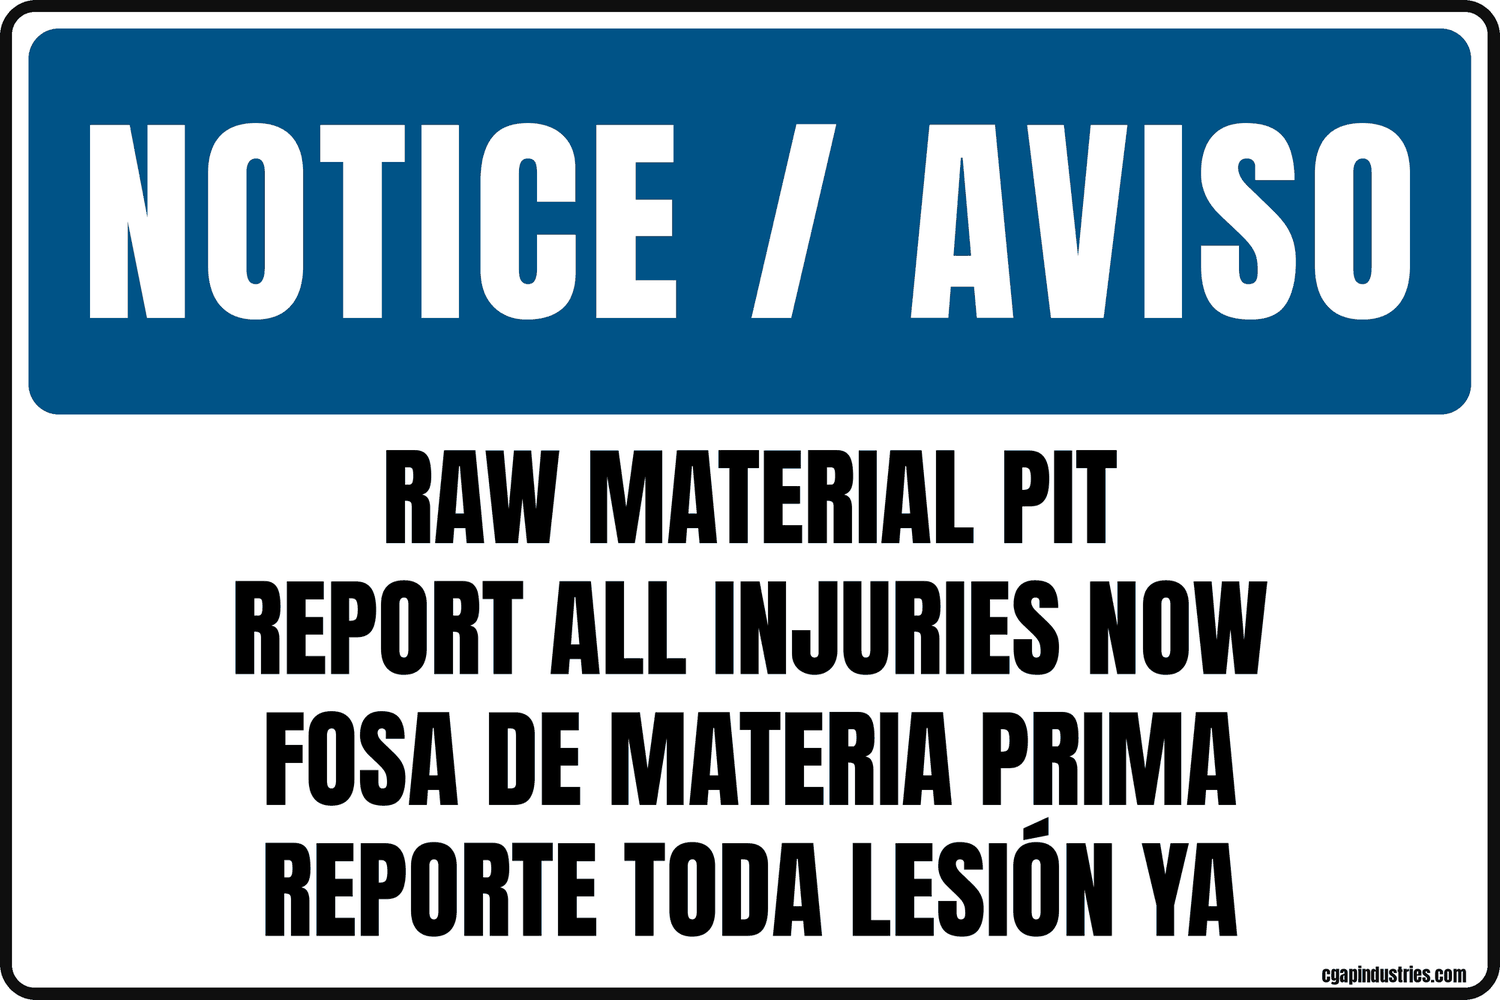 NOTICE / AVISO
RAW MATERIAL PIT
REPORT ALL INJURIES NOW
FOSA DE MATERIA PRIMA
REPORTE TODA LESIÓN YA
cgapindustries.com